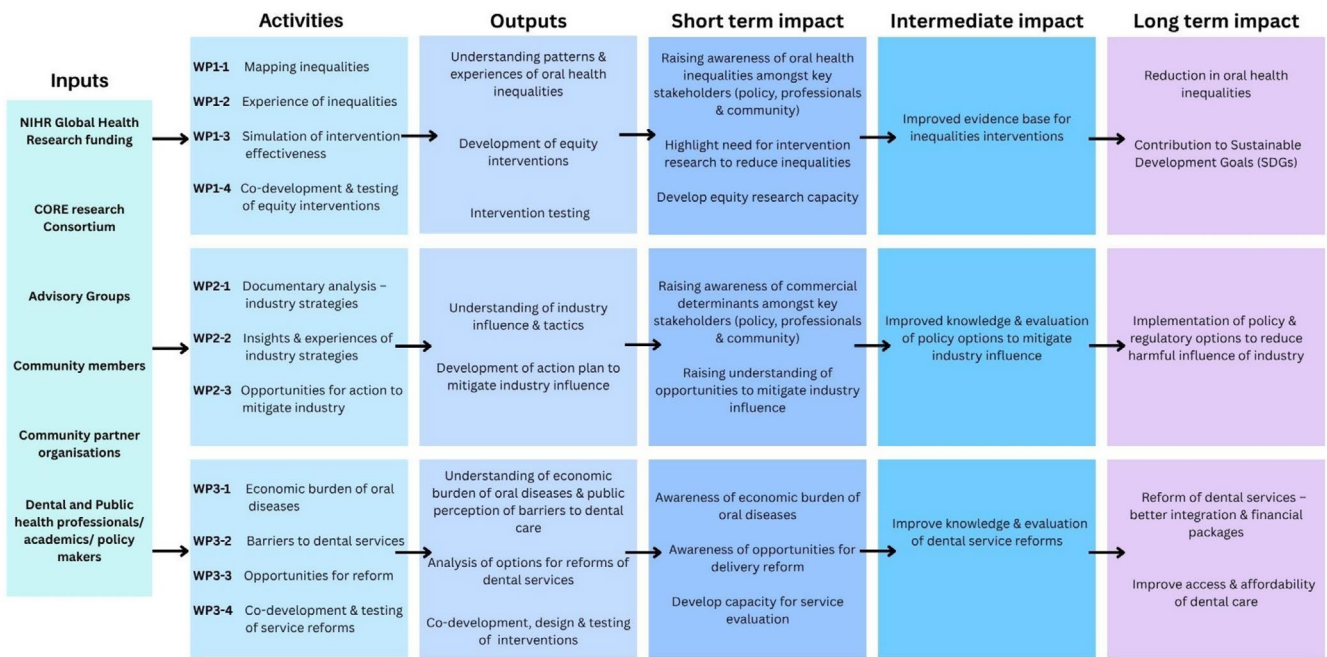 Inputs
NIHR Global Health
Research funding
CORE research
Consortium
Advisory Groups
Community members
Community partner
organisations
Dental and Public
health professionals/
academics/ policy
makers
Activities
WP1-1 Mapping inequalities
WP1-2 Experience of inequalities
WP1-3 Simulation of intervention
effectiveness
WP1-4 Co-development & testing
of equity interventions
WP2-1 Documentary analysis –
industry strategies
WP2-2 Insights & experiences of
industry strategies
WP2-3 Opportunities for action to
mitigate industry
WP3-1 Economic burden of oral
diseases
WP3-2 Barriers to dental services
WP3-3 Opportunities for reform
WP3-4 Co-development & testing
of service reforms
Outputs
Understanding patterns &
experiences of oral health
inequalities
Development of equity
interventions
Intervention testing
Understanding of industry
influence & tactics
Development of action plan to
mitigate industry influence
Understanding of economic
burden of oral diseases & public
perception of barriers to dental
care
Analysis of options for reforms of
dental services
Co-development, design & testing
of interventions
Short term impact
Raising awareness of oral health
inequalities amongst key
stakeholders (policy, professionals
& community)
Highlight need for intervention
research to reduce inequalities
Develop equity research capacity
Raising awareness of commercial
determinants amongst key
stakeholders (policy, professionals
& community)
Raising understanding of
opportunities to mitigate industry
influence
Awareness of economic burden of
oral diseases
Awareness of opportunities for
delivery reform
Develop capacity for service
evaluation
Intermediate impact
Improved evidence base for
inequalities interventions
Improved knowledge & evaluation
of policy options to mitigate
industry influence
Improve knowledge & evaluation
of dental service reforms
Long term impact
Reduction in oral health
inequalities
Contribution to Sustainable
Development Goals (SDGs)
Implementation of policy &
regulatory options to reduce
harmful influence of industry
Reform of dental services –
better integration & financial
packages
Improve access & affordability
of dental care